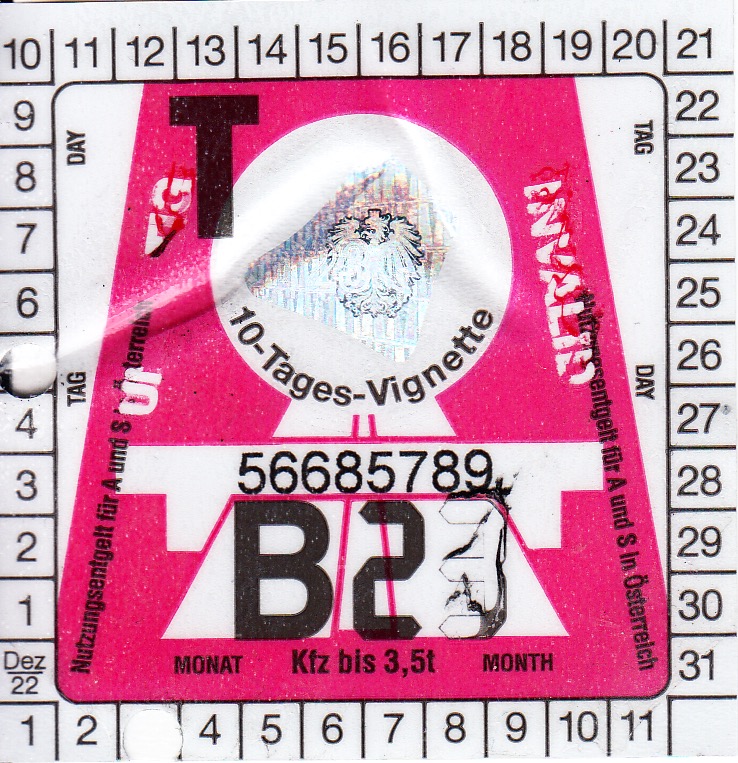 10 11 12 13 14 15 16 17 18 19 20 21
9 22
8 23
7 24
6 25
26
4 27
3 28
2 29
1 30
Dez
22
31
1 2 4 5 6 7 8 9 10 11
DAY
TAG
T
INVALID
10-Tages-Vignette
TAG
DAY
56685789
B23
MONAT Kfz bis 3,5t MONTH
Nutzungsentgelt für A und S in Österreich
Nutzungsentgelt für A und S in Österreich